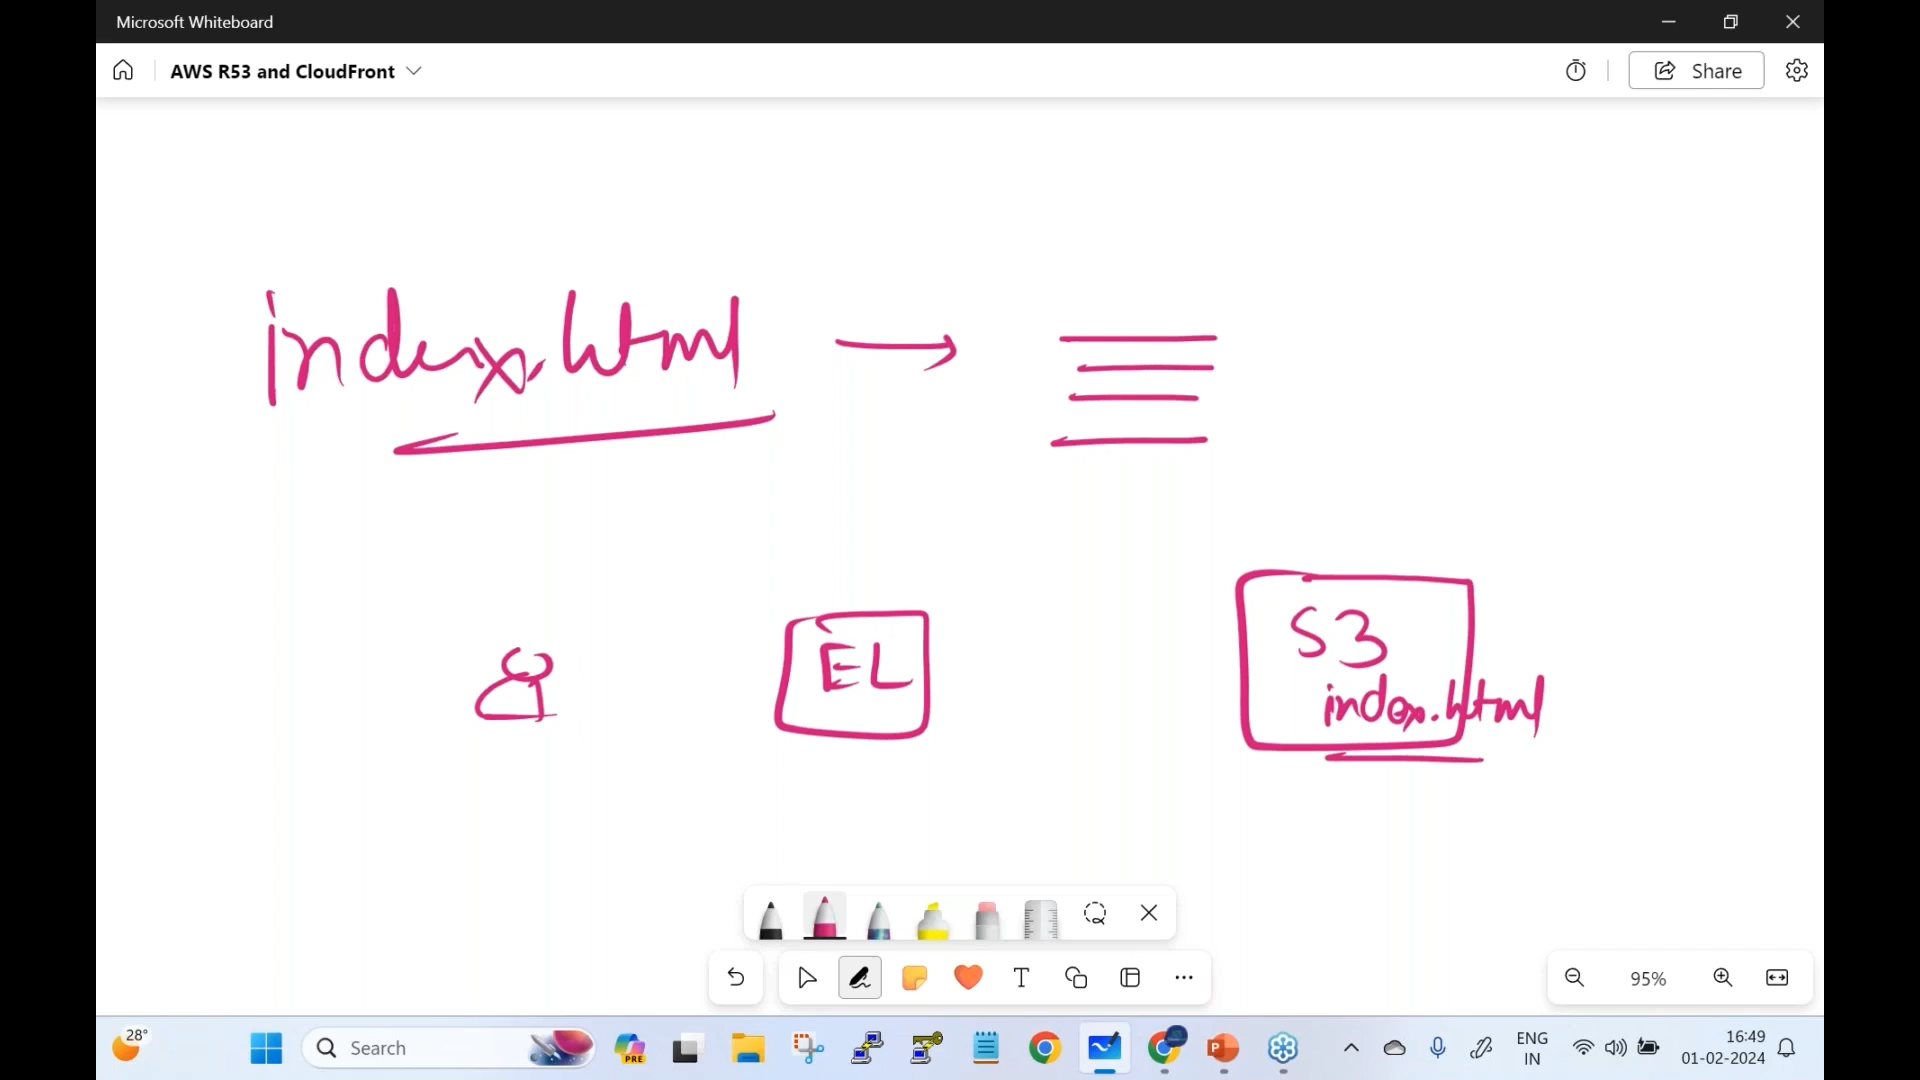 Microsoft Whiteboard
AWS R53 and CloudFront
Share
index.html
EL
S3
index.html
T
95%
28°
Search
PRE
ENG
IN
16:49
01-02-2024